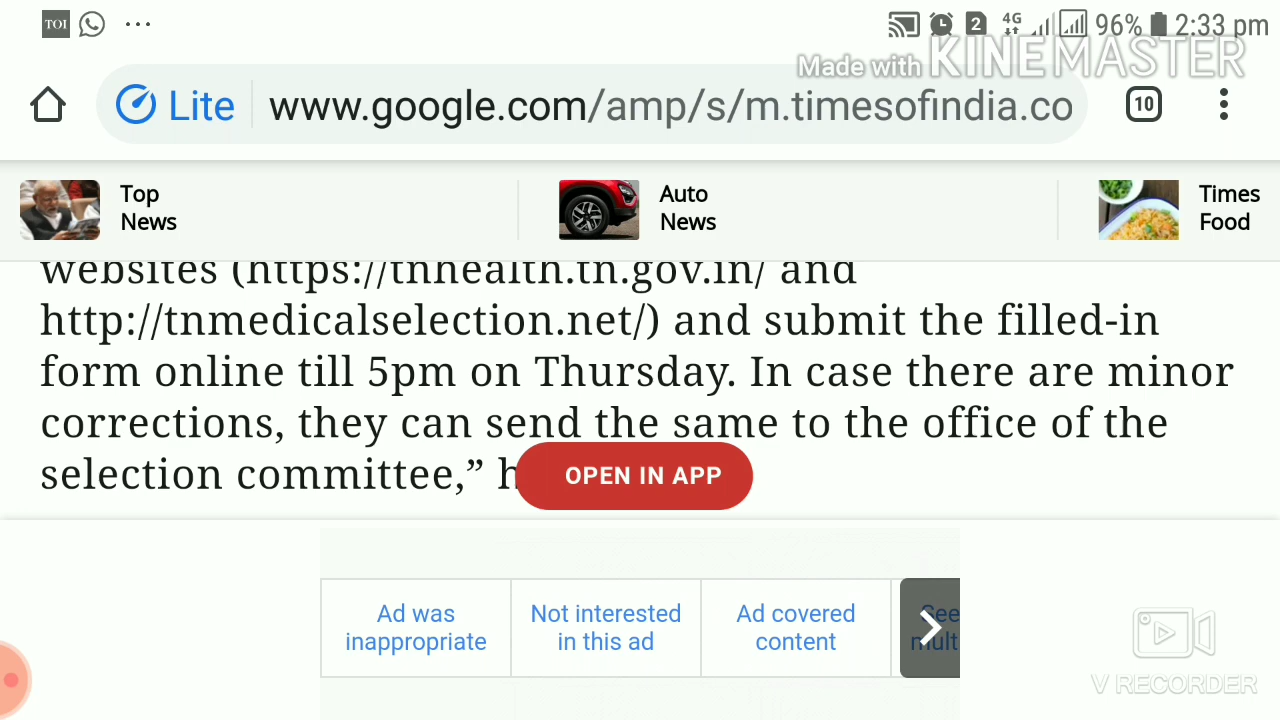 TOI
2 4G 96% 2:33 pm
Made with KINEMASTER
Lite www.google.com/amp/s/m.timesofindia.co 10
Top
News
Auto
News
Times
Food
websites (https://tnhealth.tn.gov.in/ and
http://tnmedicalselection.net/) and submit the filled-in
form online till 5pm on Thursday. In case there are minor
corrections, they can send the same to the office of the
selection committee,”
OPEN IN APP
Ad was
inappropriate
Not interested
in this ad
Ad covered
content
See
mult
V RECORDER